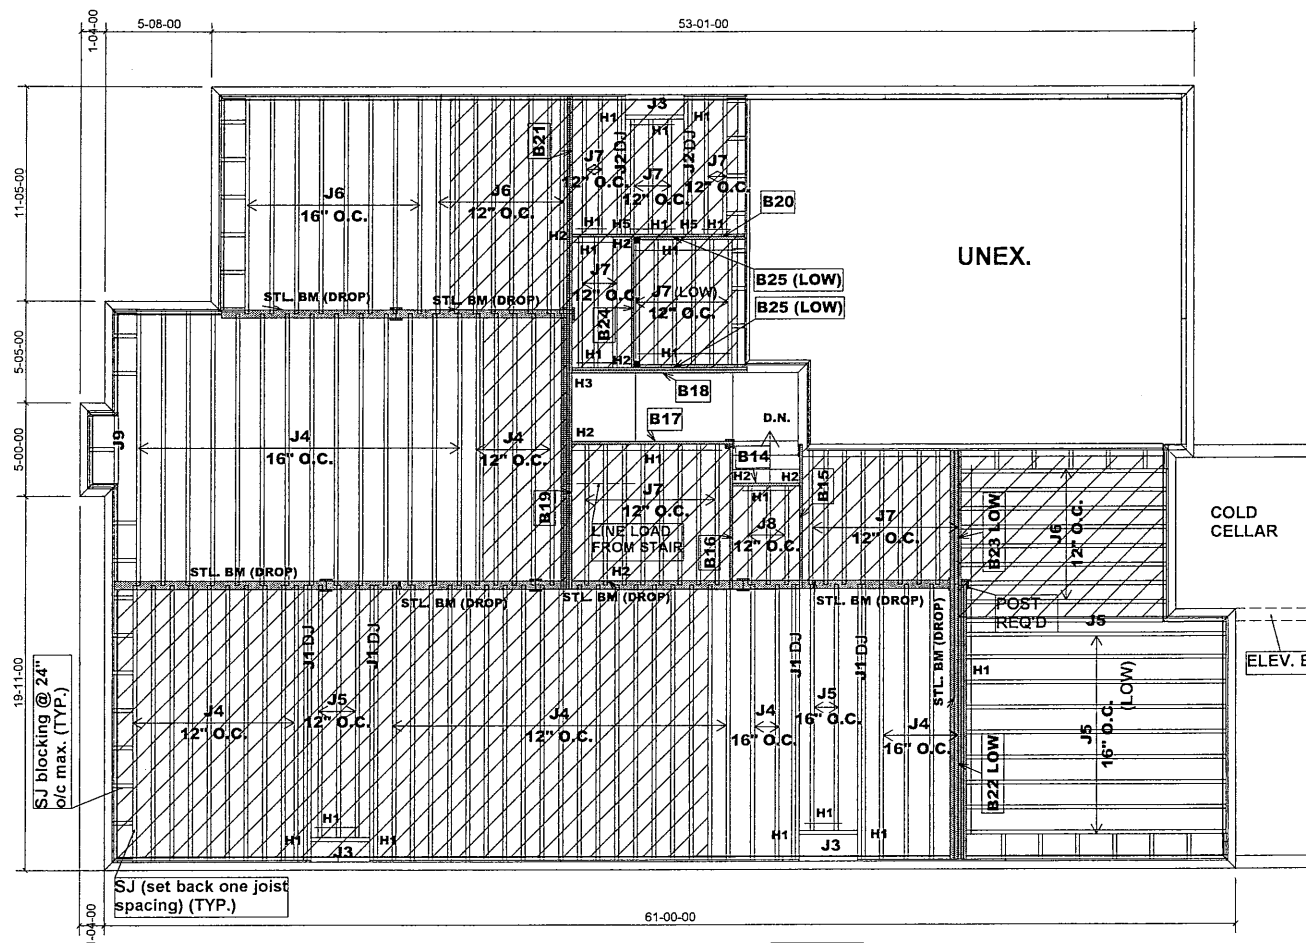 5-08-00
53-01-00
1-04-00
11-05-00
5-05-00
5-00-00
19-11-00
J3
H1
H1
H1
B21
J2 DJ
J2 DJ
J7
12" O.C.
J7
12" O.C.
J7
12" O.C.
J6
16" O.C.
J6
12" O.C.
B20
H1
H5
H1
H5
H1
H2
H1
H2
H1
UNEX.
B25 (LOW)
B25 (LOW)
J7
12" O.C.
J7 (LOW)
12" O.C.
STL. BM (DROP)
STL. BM (DROP)
B24
H1
H2
H1
H3
B18
B17
D.N.
H2
J9
J4
16" O.C.
J4
12" O.C.
H1
B14
H2
H2
H1
B15
J7
12" O.C.
B19
LINE LOAD
FROM STAIR
B16
J8
12" O.C.
J7
12" O.C.
B23 LOW
J6
12" O.C.
COLD
CELLAR
STL. BM (DROP)
H2
STL. BM (DROP)
STL. BM (DROP)
STL. BM (DROP)
STL. BM (DROP)
POST
REQ'D
J5
ELEV. E
H1
SJ blocking @ 24"
o/c max. (TYP.)
J1 DJ
J1 DJ
J1 DJ
J1 DJ
J4
12" O.C.
J5
12" O.C.
J4
12" O.C.
J4
16" O.C.
J5
16" O.C.
J4
16" O.C.
J5
16" O.C.
(LOW)
B22 LOW
H1
H1
H1
J3
H1
H1
H1
J3
SJ (set back one joist
spacing) (TYP.)
61-00-00